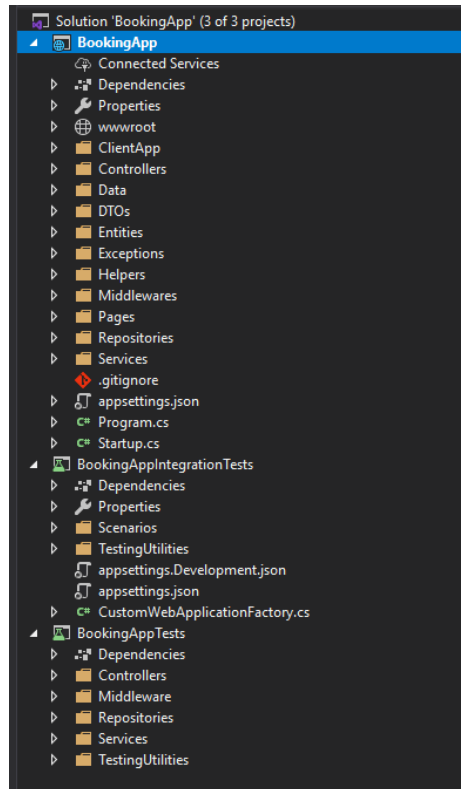 Solution 'BookingApp' (3 of 3 projects)
BookingApp
Connected Services
Dependencies
Properties
wwwroot
ClientApp
Controllers
Data
DTOs
Entities
Exceptions
Helpers
Middlewares
Pages
Repositories
Services
.gitignore
appsettings.json
C# Program.cs
C# Startup.cs
BookingAppIntegrationTests
Dependencies
Properties
Scenarios
TestingUtilities
appsettings.Development.json
appsettings.json
C# CustomWebApplicationFactory.cs
BookingAppTests
Dependencies
Controllers
Middleware
Repositories
Services
TestingUtilities